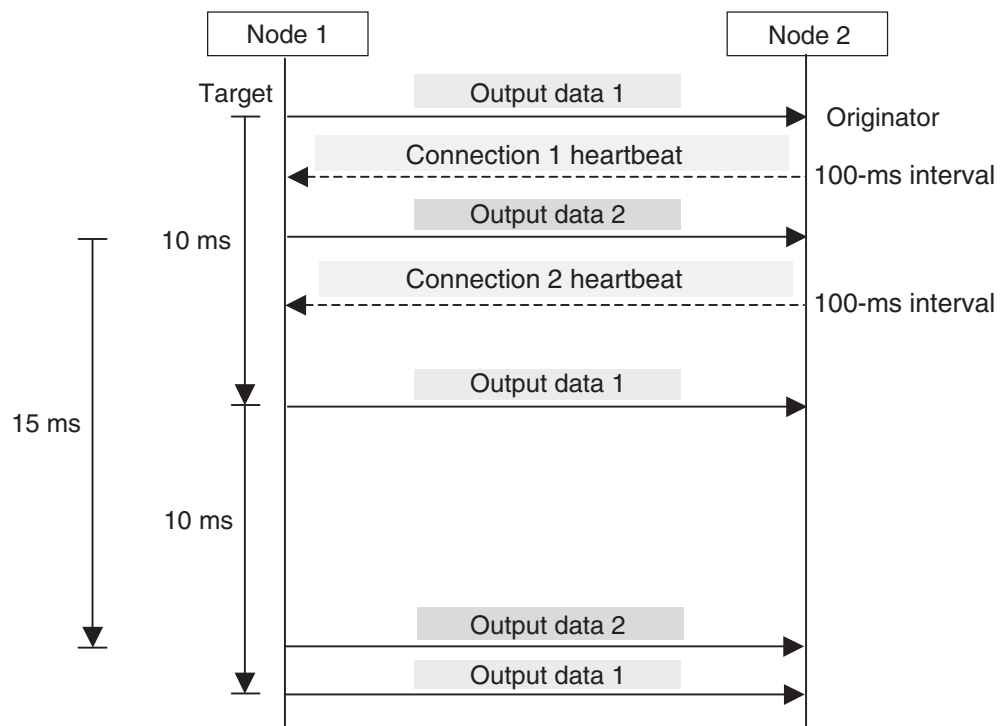 Node 1
Node 2
Target
Output data 1
Originator
Connection 1 heartbeat
100-ms interval
Output data 2
10 ms
Connection 2 heartbeat
100-ms interval
Output data 1
15 ms
10 ms
Output data 2
Output data 1